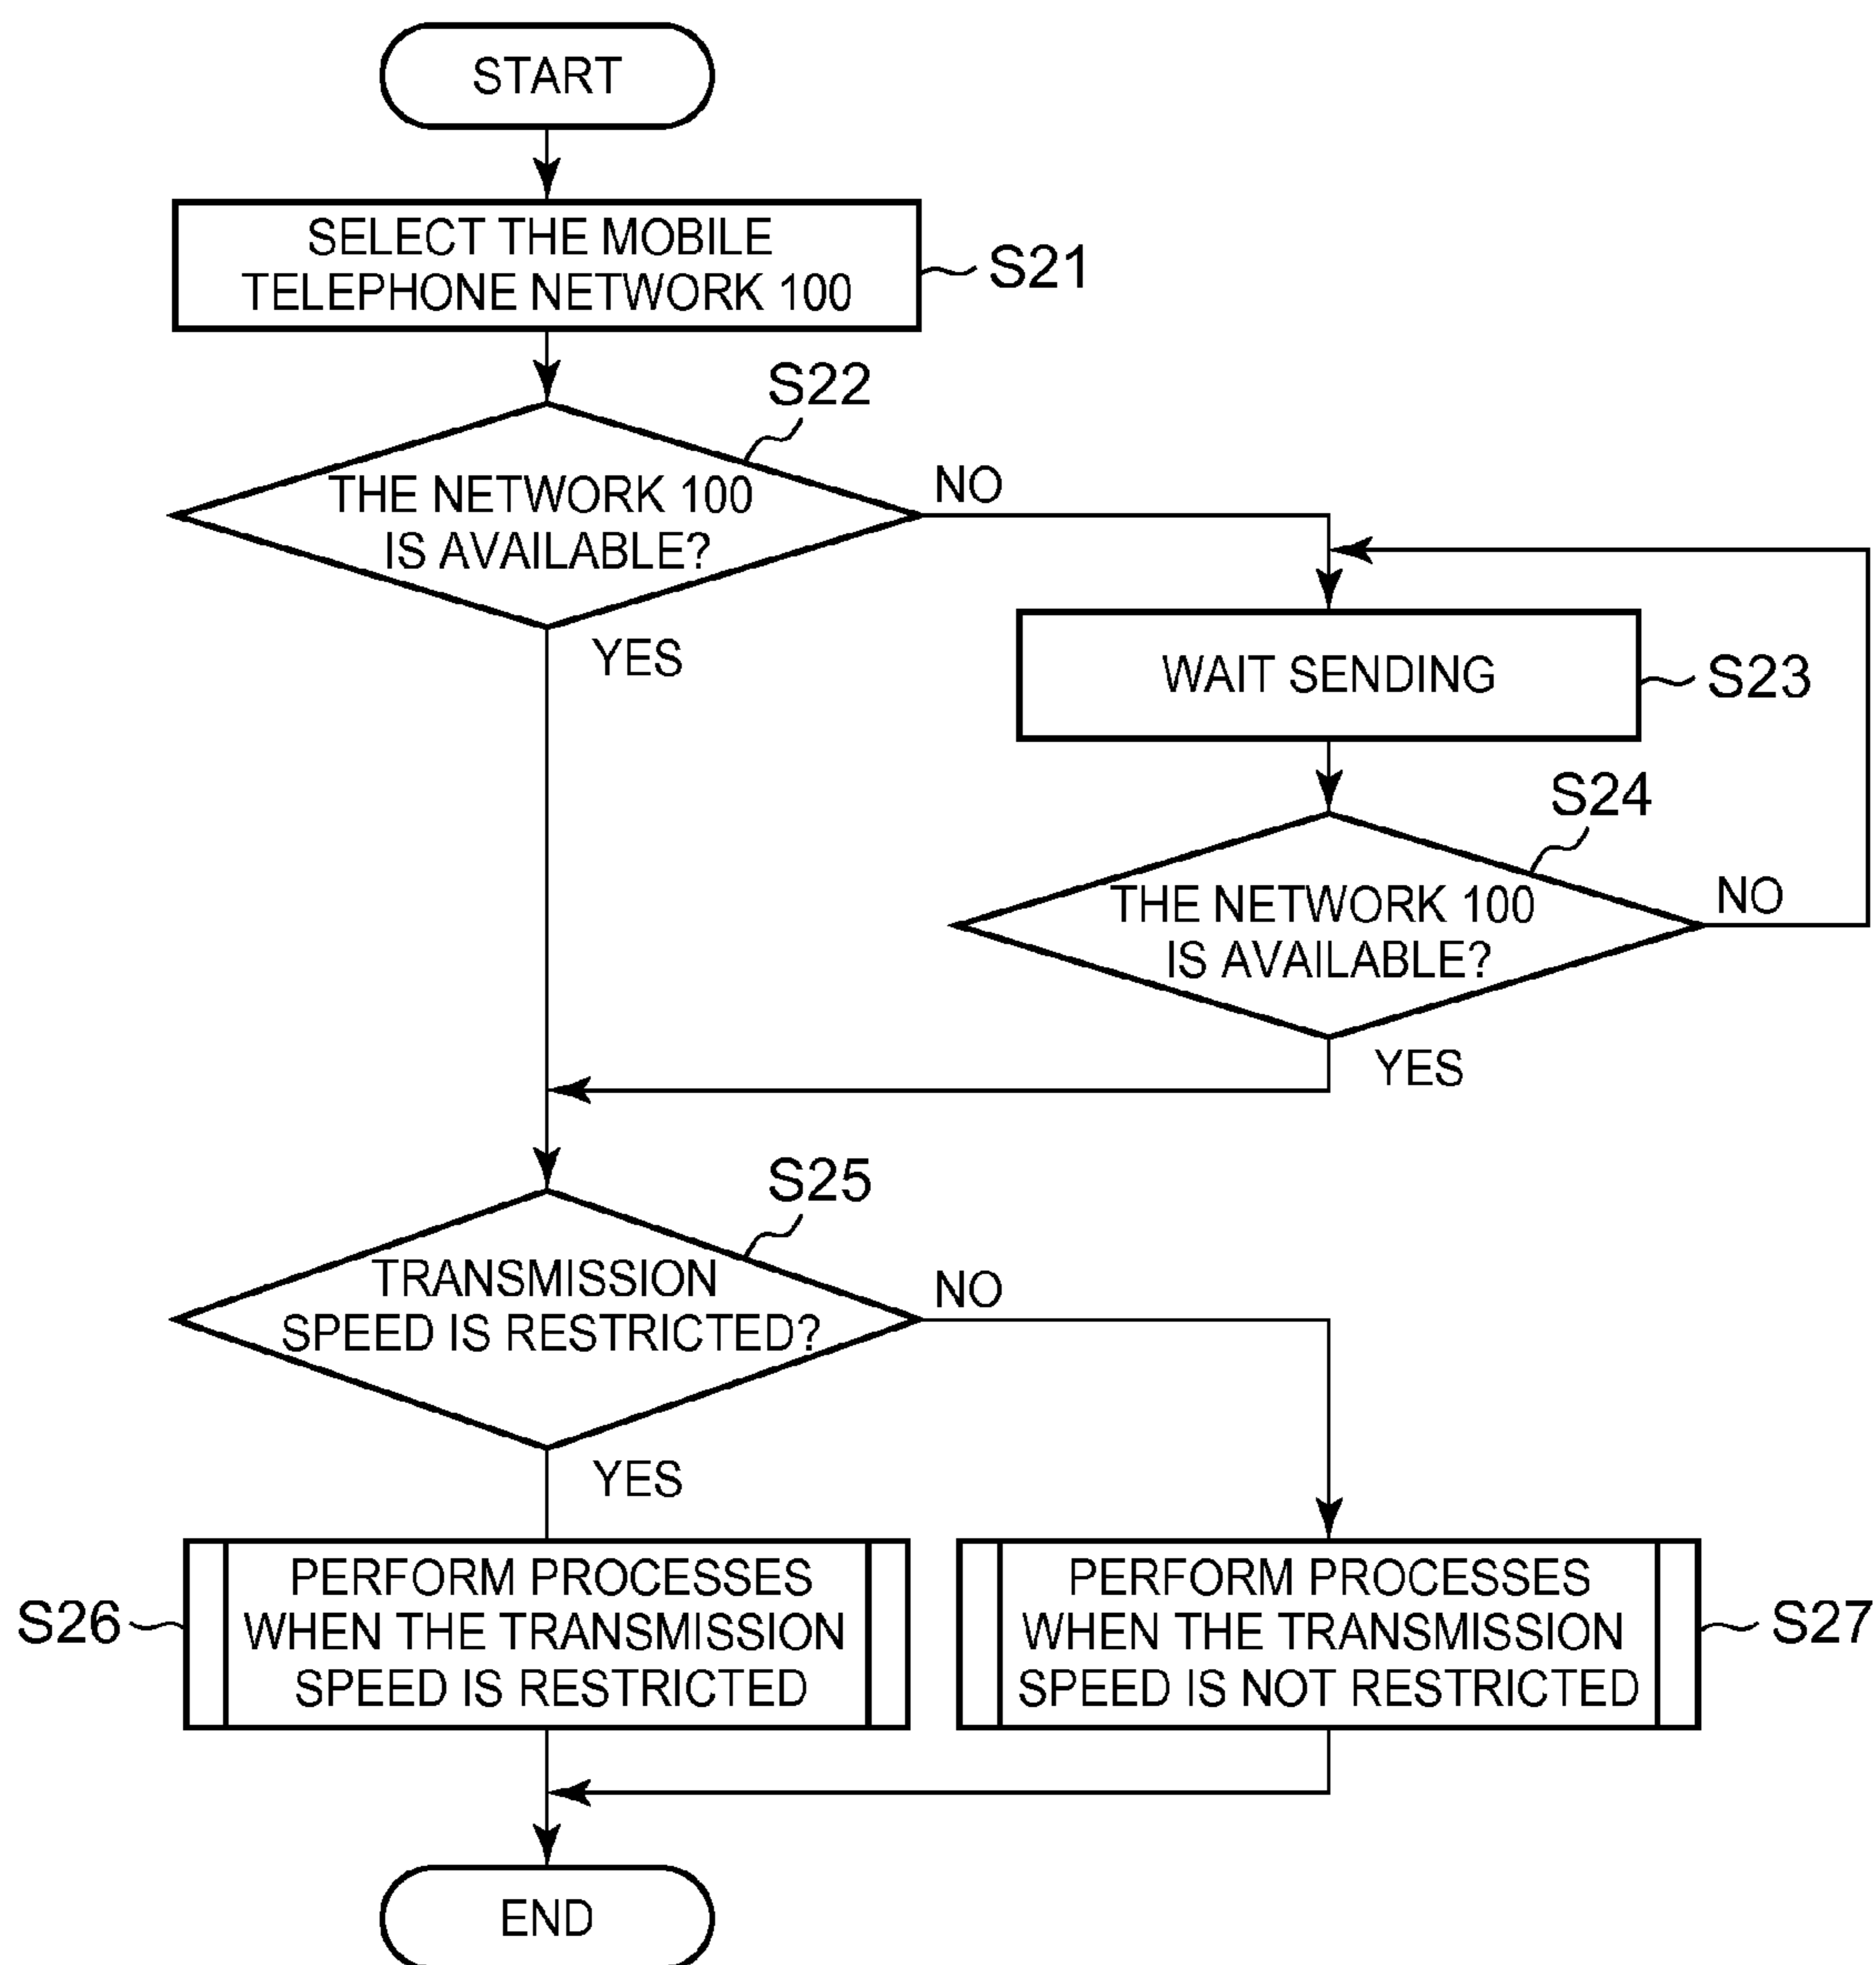 START
SELECT THE MOBILE
TELEPHONE NETWORK 100
S21
S22
THE NETWORK 100
IS AVAILABLE?
NO
YES
WAIT SENDING
S23
S24
THE NETWORK 100
IS AVAILABLE?
NO
YES
S25
TRANSMISSION
SPEED IS RESTRICTED?
NO
YES
S26
PERFORM PROCESSES
WHEN THE TRANSMISSION
SPEED IS RESTRICTED
PERFORM PROCESSES
WHEN THE TRANSMISSION
SPEED IS NOT RESTRICTED
S27
END